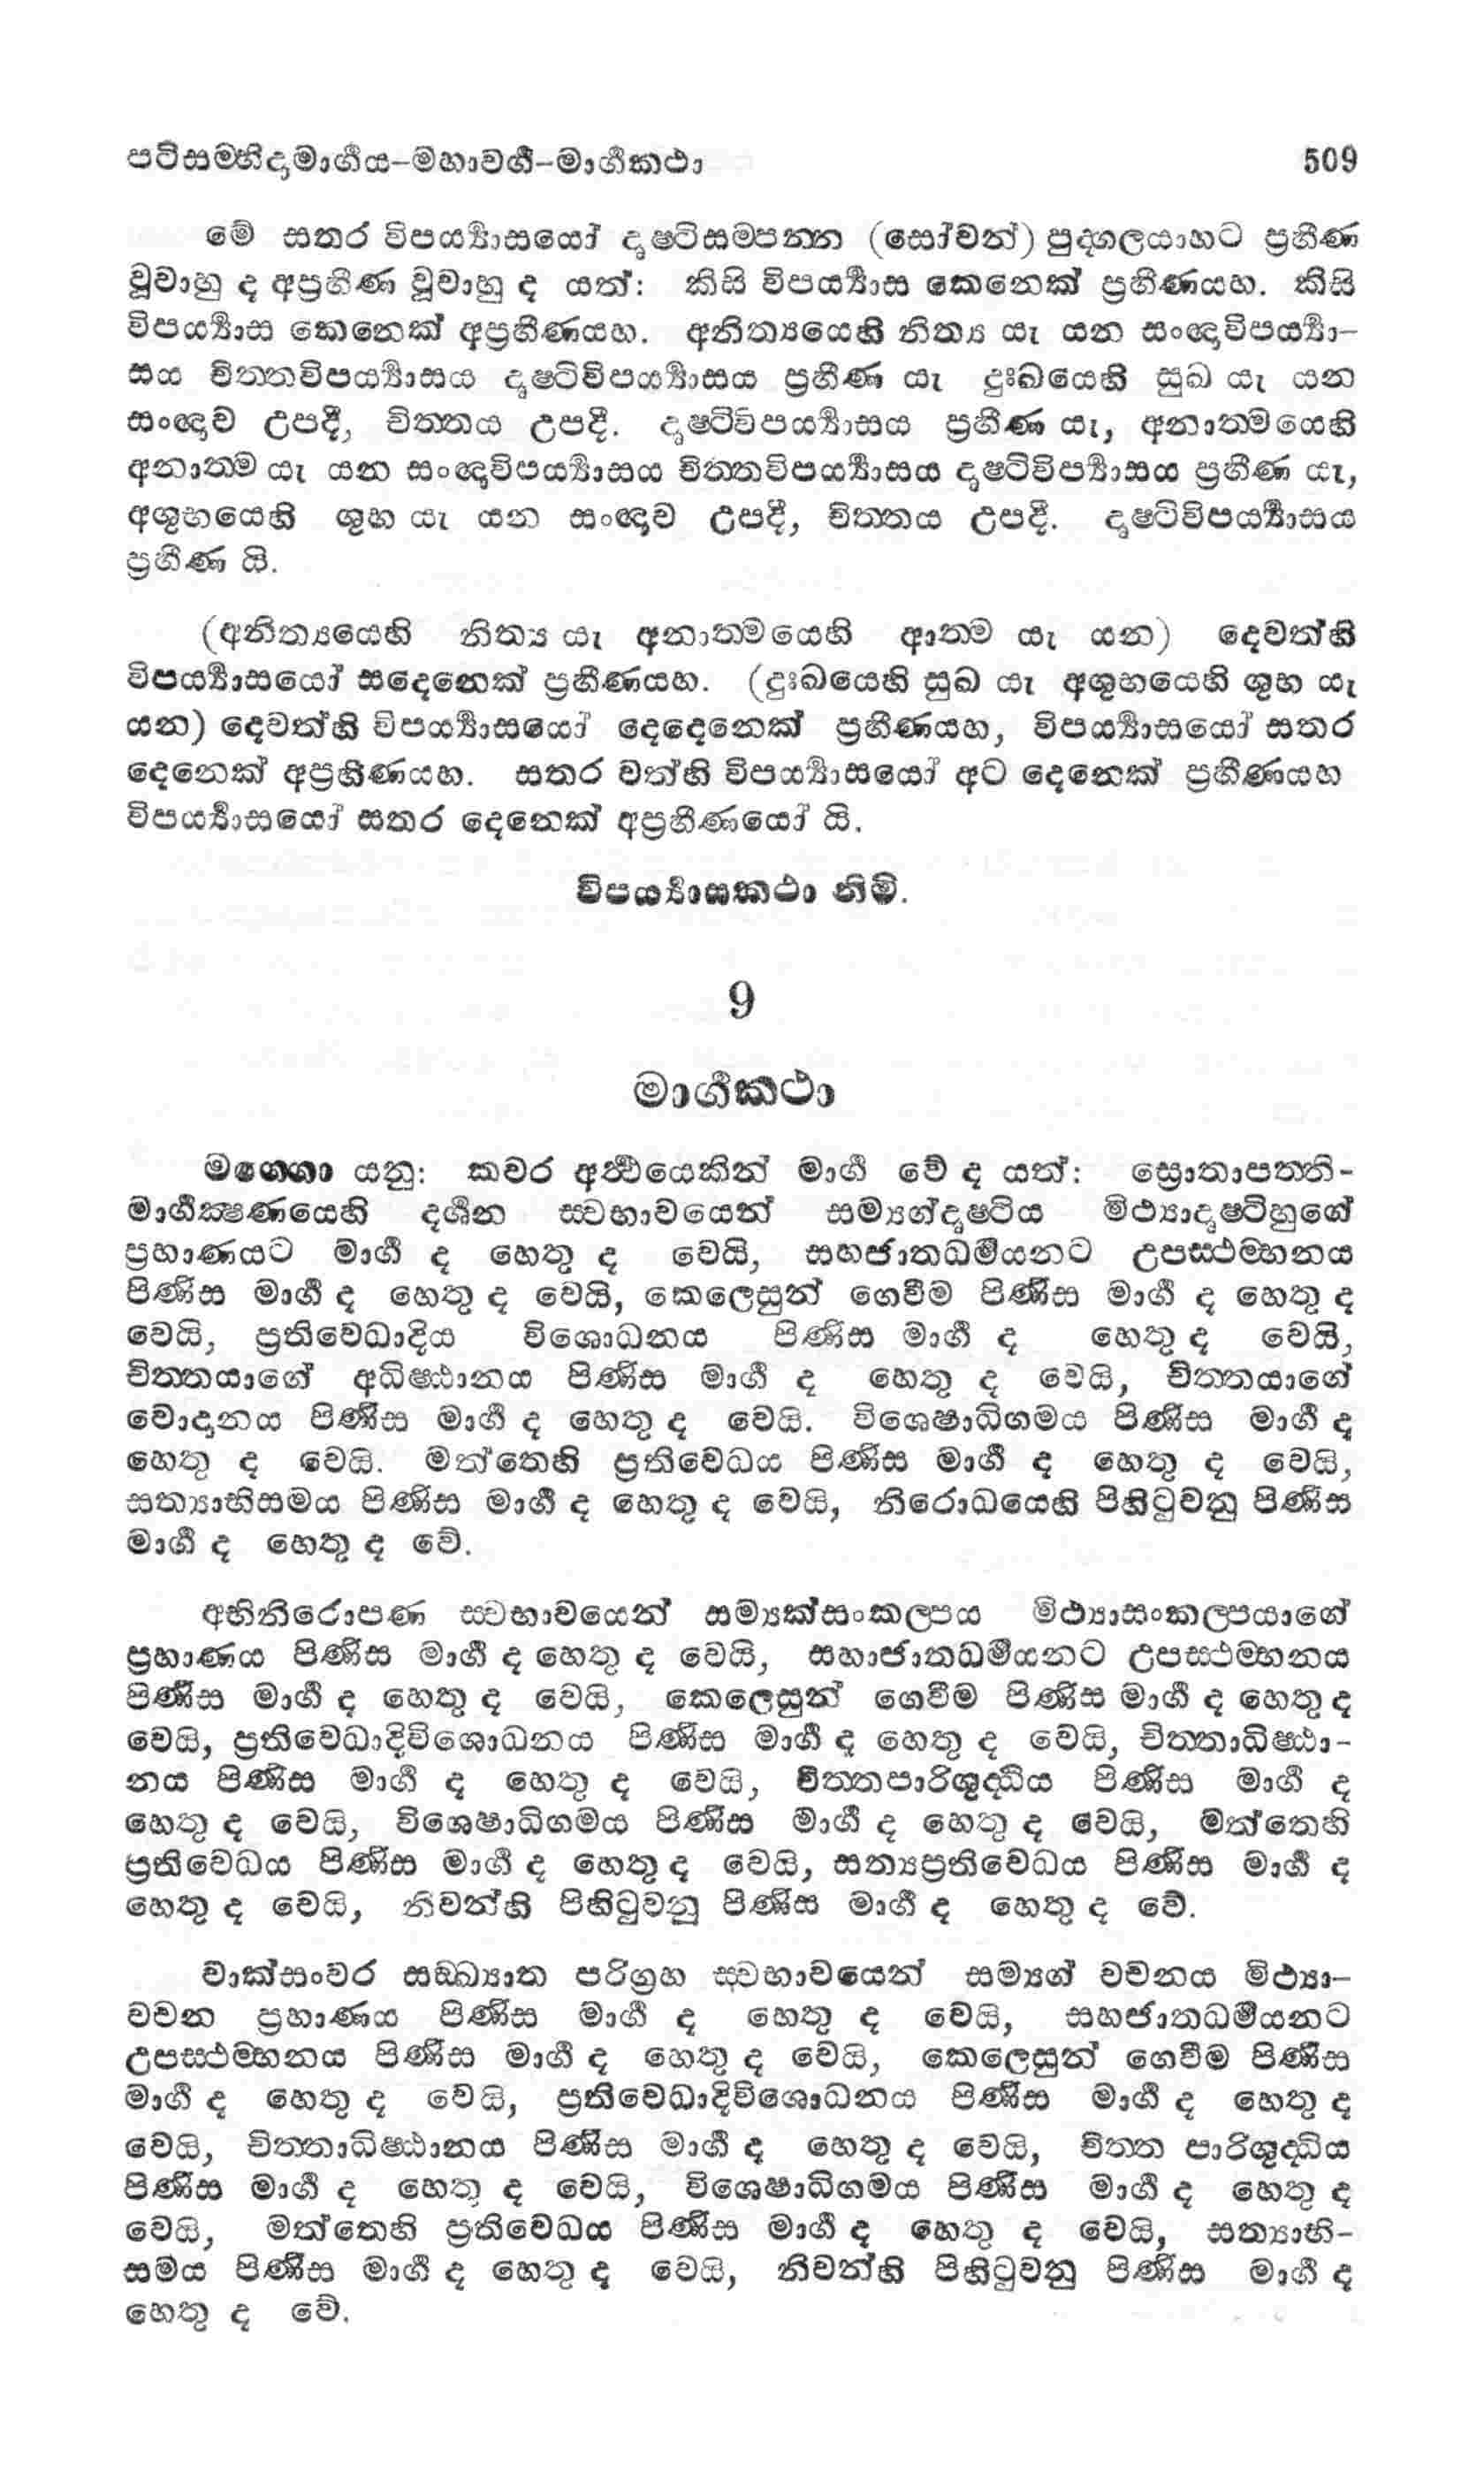 පටිසම්භිදාමාර්ගය-මහාවර්ග-මාර්ගකථා 509
මේ සතර විපර්‍ය්‍යාසයෝ දෘෂ්ටිසම්පන්න (සෝවන්) පුද්ගලයාහට ප්‍රහීණ
වූවාහු ද අප්‍රහීණ වූවාහු ද යත්: කිසි විපර්‍ය්‍යාස කෙනෙක් ප්‍රහීණයහ. කිසි
විපර්‍ය්‍යාස කෙනෙක් අප්‍රහීණයහ. අනිත්‍යයෙහි නිත්‍ය යැ යන සංඥාවිපර්‍ය්‍යා-
සය චිත්තවිපර්‍ය්‍යාසය දෘෂ්ටිවිපර්‍ය්‍යාසය ප්‍රහීණ යැ දුඃඛයෙහි සුඛ යැ යන
සංඥාව උපදී, චිත්තය උපදී. දෘෂ්ටිවිපර්‍ය්‍යාසය ප්‍රහීණ යැ, අනාත්මයෙහි
අනාත්ම යැ යන සංඥාවිපර්‍ය්‍යාසය චිත්තවිපර්‍ය්‍යාසය දෘෂ්ටිවිපර්‍ය්‍යාසය ප්‍රහීණ යැ,
අශුභයෙහි ශුභ යැ යන සංඥාව උපදී, චිත්තය උපදී. දෘෂ්ටිවිපර්‍ය්‍යාසය
ප්‍රහීණ යි.
(අනිත්‍යයෙහි නිත්‍ය යැ අනාත්මයෙහි ආත්ම යැ යන) දෙවත්හි
විපර්‍ය්‍යාසයෝ සදෙනෙක් ප්‍රහීණයහ. (දුඃඛයෙහි සුඛ යැ අශුභයෙහි ශුභ යැ
යන) දෙවත්හි විපර්‍ය්‍යාසයෝ දෙදෙනෙක් ප්‍රහීණයහ, විපර්‍ය්‍යාසයෝ සතර
දෙනෙක් අප්‍රහීණයහ. සතර වත්හි විපර්‍ය්‍යාසයෝ අට දෙනෙක් ප්‍රහීණයහ
විපර්‍ය්‍යාසයෝ සතර දෙනෙක් අප්‍රහීණයෝ යි.
විපර්‍ය්‍යාසකථා නිමි.
9
මාර්ගකථා
මග්ගො යනු: කවර අර්ථයෙකින් මාර්ග වේ ද යත්: ස්‍රොතාපත්ති-
මාර්ගක්ෂණයෙහි දර්ශන ස්වභාවයෙන් සම්‍යග්දෘෂ්ටිය මිථ්‍යාදෘෂ්ටිහුගේ
ප්‍රහාණයට මාර්ග ද හෙතු ද වෙයි, සහජාතධර්මයනට උපස්ථම්භනය
පිණිස මාර්ග ද හෙතු ද වෙයි, කෙලෙසුන් ගෙවීම පිණිස මාර්ග ද හෙතු ද
වෙයි, ප්‍රතිවේධාදිය විශොධනය පිණිස මාර්ග ද හෙතු ද වෙයි,
චිත්තයාගේ අධිෂ්ඨානය පිණිස මාර්ග ද හෙතු ද වෙයි, චිත්තයාගේ
වොදානය පිණිස මාර්ග ද හෙතු ද වෙයි. විශෙෂාධිගමය පිණිස මාර්ග ද
හෙතු ද වෙයි. මත්තෙහි ප්‍රතිවෙධය පිණිස මාර්ග ද හෙතු ද වෙයි,
සත්‍යාභිසමය පිණිස මාර්ග ද හෙතු ද වෙයි, නිරොධයෙහි පිහිටුවනු පිණිස
මාර්ග ද හෙතු ද වේ.
අභිනිරොපණ ස්වභාවයෙන් සම්‍යක්සංකල්පය මිථ්‍යාසංකල්පයාගේ
ප්‍රහාණය පිණිස මාර්ග ද හෙතු ද වෙයි, සහාජාතධර්මයනට උපස්ථම්භනය
පිණිස මාර්ග ද හෙතු ද වෙයි, කෙලෙසුන් ගෙවීම පිණිස මාර්ග ද හෙතු ද
වෙයි, ප්‍රතිවෙධාදිවිශොධනය පිණිස මාර්ග ද හෙතු ද වෙයි, චිත්තාධිෂ්ඨා-
නය පිණිස මාර්ග ද හෙතු ද වෙයි, චිත්තපාරිශුද්ධිය පිණිස මාර්ග ද
හෙතු ද වෙයි, විශෙෂාධිගමය පිණිස මාර්ග ද හෙතු ද වෙයි, මත්තෙහි
ප්‍රතිවෙධය පිණිස මාර්ග ද හෙතු ද වෙයි, සත්‍යප්‍රතිවෙධය පිණිස මාර්ග ද
හෙතු ද වෙයි, නිවන්හි පිහිටුවනු පිණිස මාර්ග ද හෙතු ද වේ.
වාක්සංවර සඞ්ඛ්‍යාත පරිග්‍රහ ස්වභාවයෙන් සම්‍යග් වචනය මිථ්‍යා-
වචන ප්‍රහාණය පිණිස මාර්ග ද හෙතු ද වෙයි, සහජාතධර්මයනට
උපස්ථම්භනය පිණිස මාර්ග ද හෙතු ද වෙයි, කෙලෙසුන් ගෙවීම පිණිස
මාර්ග ද හෙතු ද වෙයි, ප්‍රතිවෙධාදිවිශොධනය පිණිස මාර්ග ද හෙතු ද
වෙයි, චිත්තාධිෂ්ඨානය පිණිස මාර්ග ද හෙතු ද වෙයි, චිත්ත පාරිශුද්ධිය
පිණිස මාර්ග ද හෙතු ද වෙයි, විශෙෂාධිගමය පිණිස මාර්ග ද හෙතු ද
වෙයි, මත්තෙහි ප්‍රතිවෙධය පිණිස මාර්ග ද හෙතු ද වෙයි, සත්‍යාභි-
සමය පිණිස මාර්ග ද හෙතු ද වෙයි, නිවන්හි පිහිටුවනු පිණිස මාර්ග ද
හෙතු ද වේ.